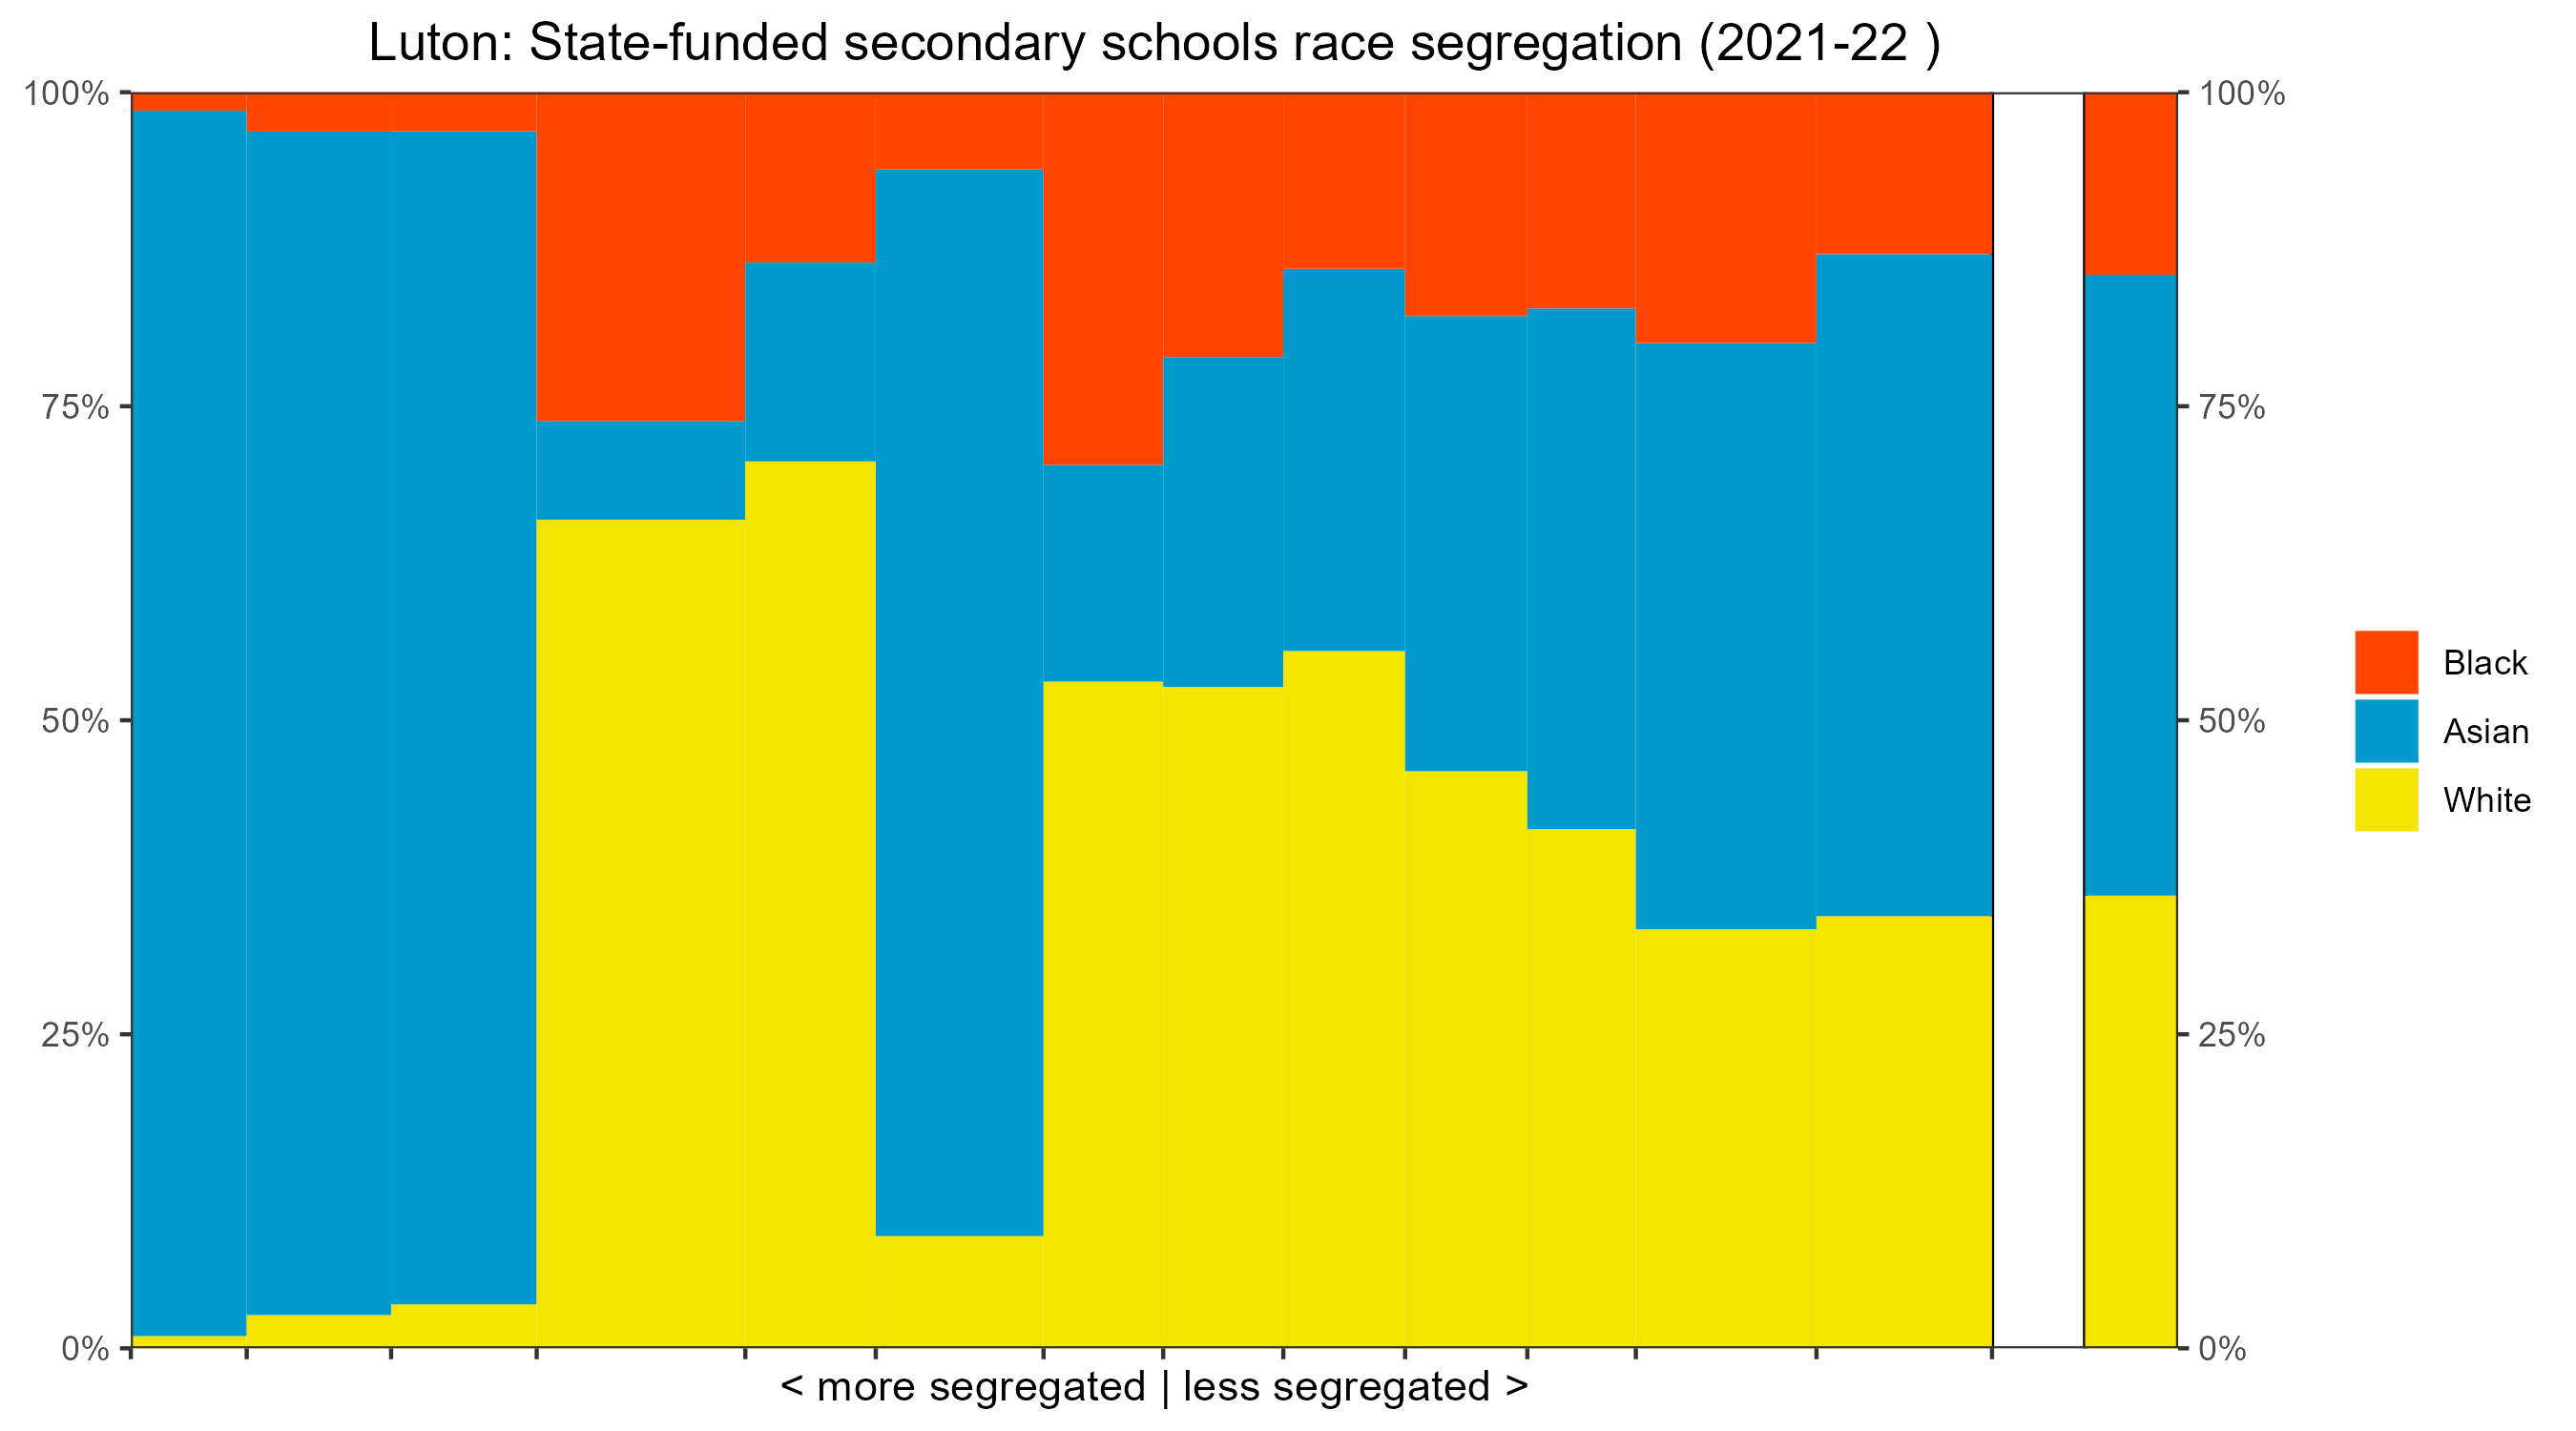 Luton: State-funded secondary schools race segregation (2021-22 )
100%
75%
50%
25%
0%
100%
75%
50%
25%
0%
< more segregated | less segregated >
Black
Asian
White